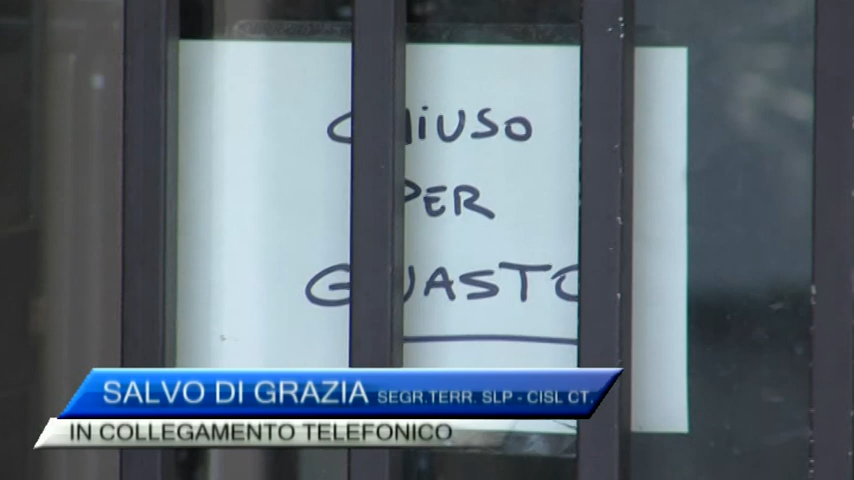 CHIUSO
PER
GUASTO
SALVO DI GRAZIA SEGR.TERR. SLP - CISL CT.
IN COLLEGAMENTO TELEFONICO